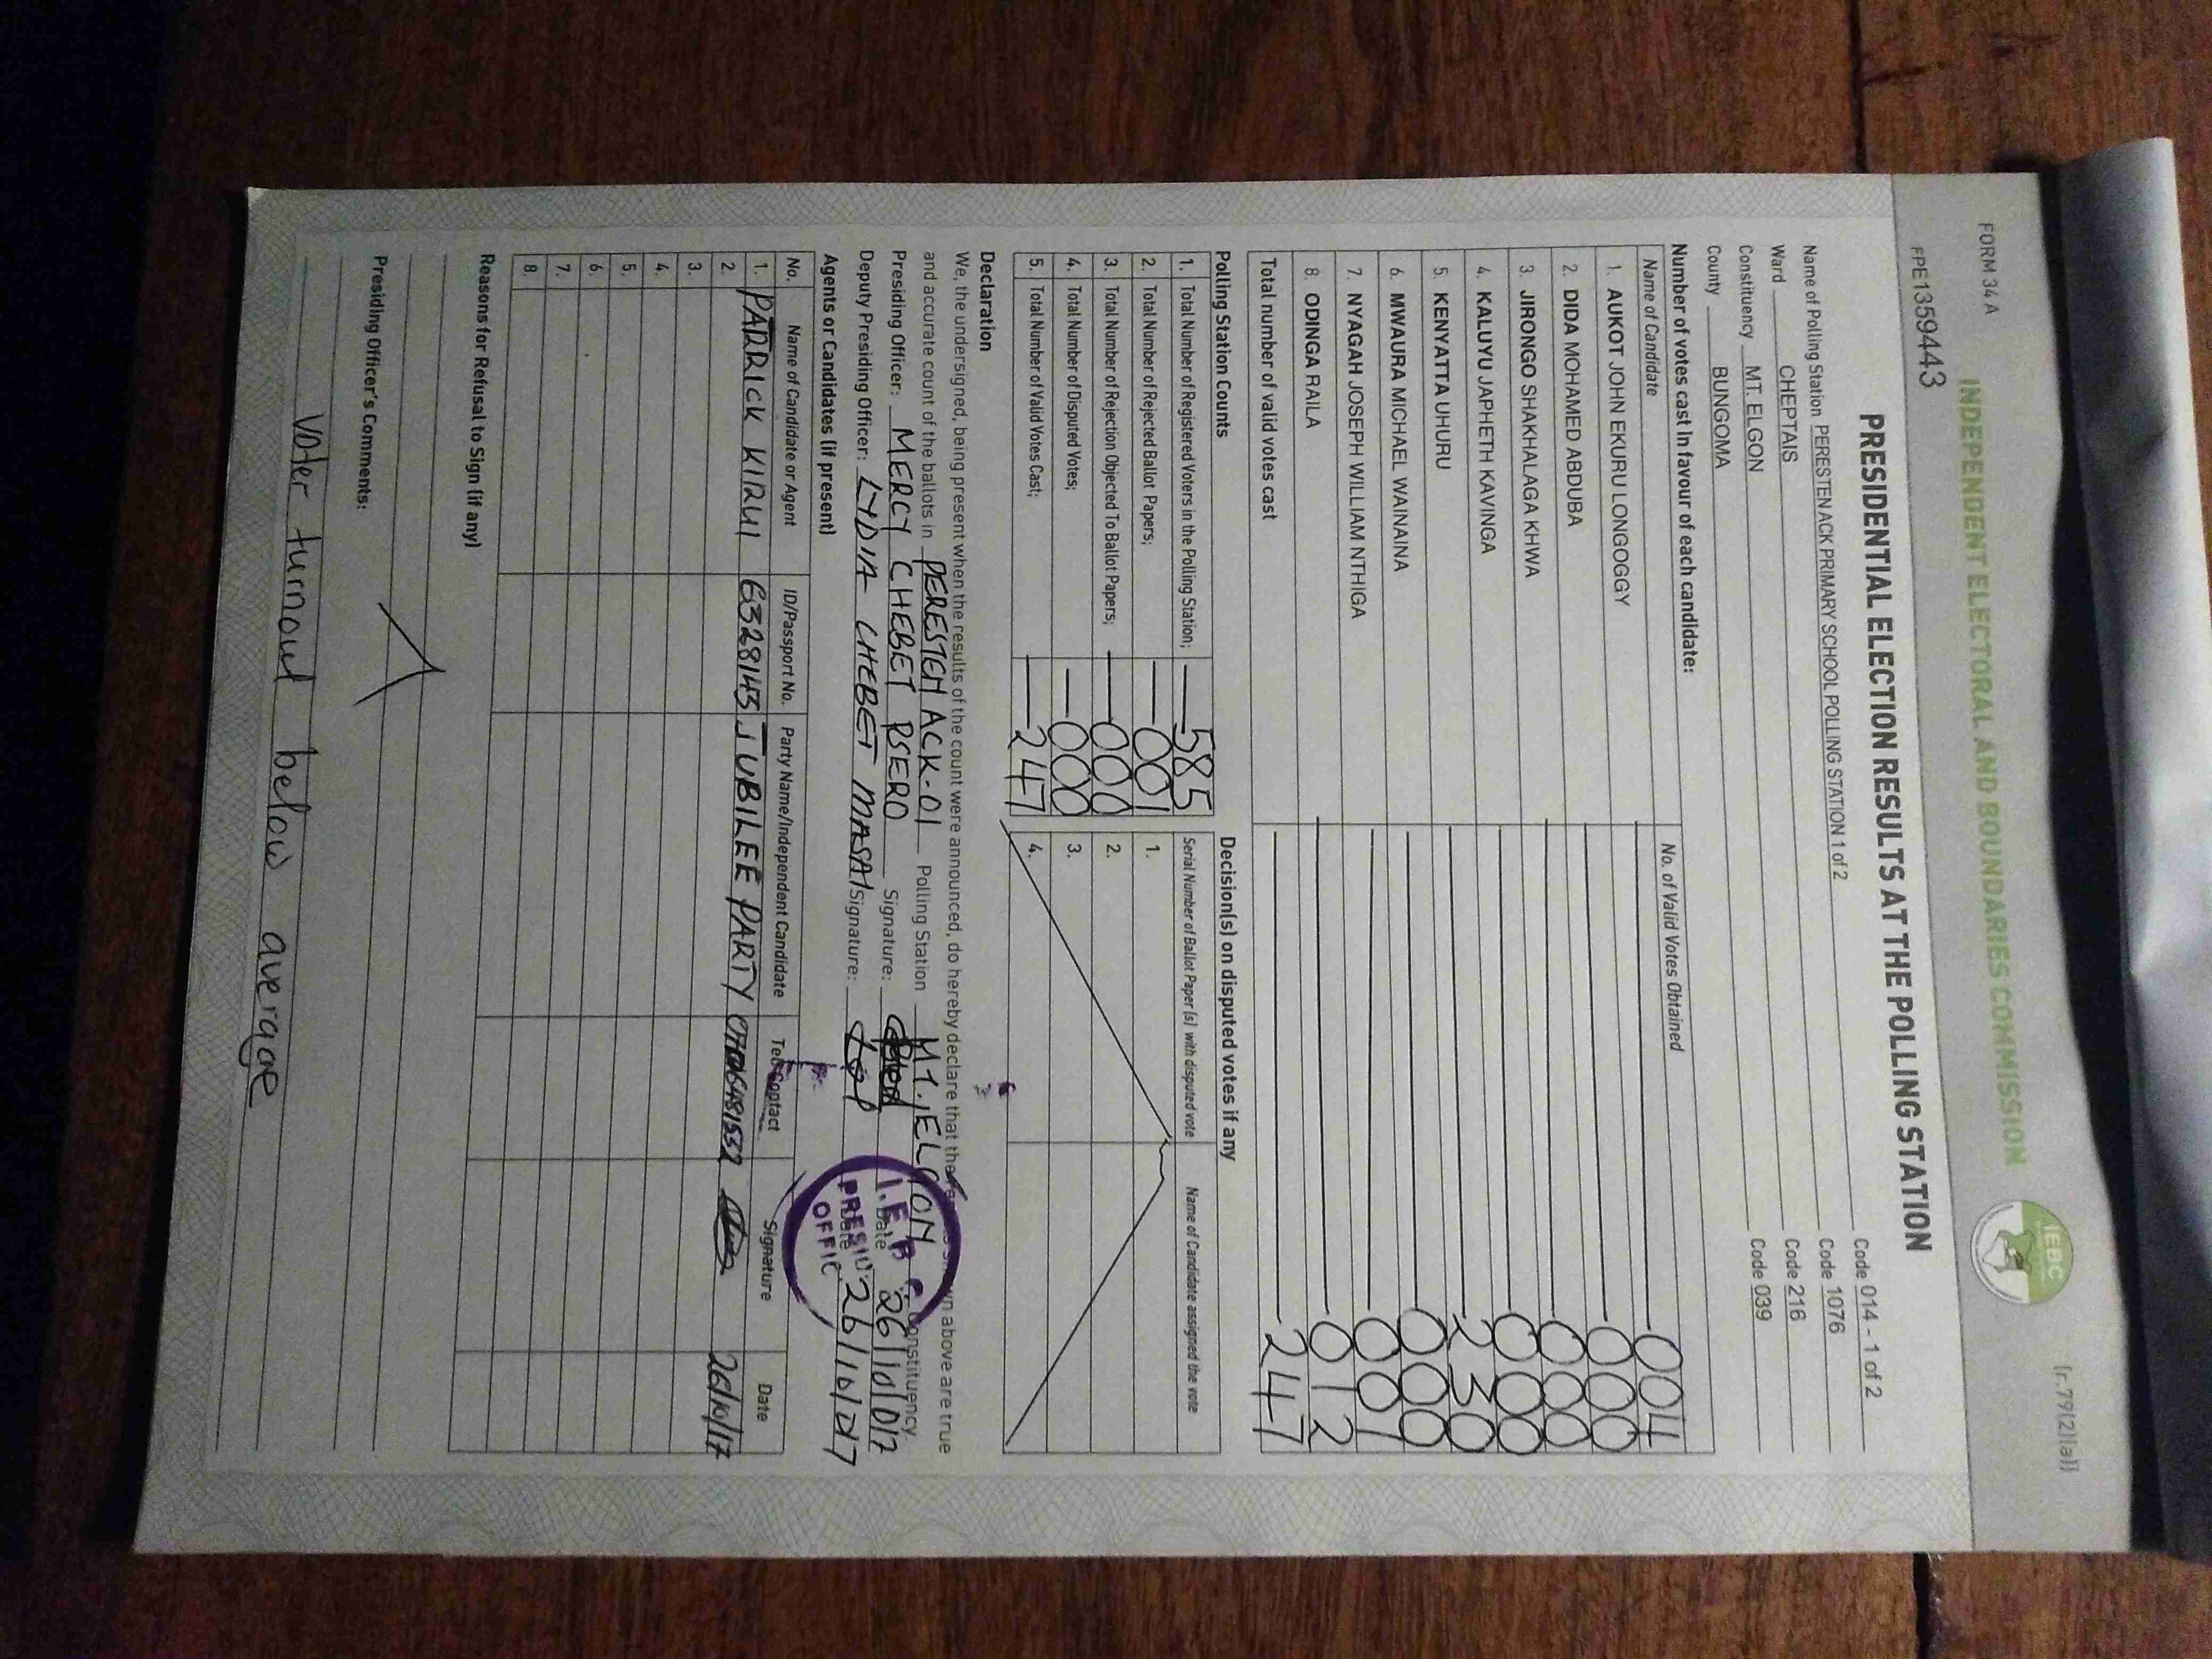 FORM 34 A
(r.79(2)(a))
INDEPENDENT ELECTORAL AND BOUNDARIES COMMISSION
IEBC
FPE1359443
PRESIDENTIAL ELECTION RESULTS AT THE POLLING STATION
Name of Polling Station PERESTEN ACK PRIMARY SCHOOL POLLING STATION 1 of 2 Code 014 - 1 of 2
Ward CHEPTAIS Code 1076
Constituency MT. ELGON Code 216
County BUNGOMA Code 039
Number of votes cast in favour of each candidate:
Name of Candidate No. of Valid Votes Obtained
1. AUKOT JOHN EKURU LONGOGGY 004
2. DIDA MOHAMED ABDUBA 000
3. JIRONGO SHAKHALAGA KHWA 000
4. KALUYU JAPHETH KAVINGA 000
5. KENYATTA UHURU 230
6. MWAURA MICHAEL WAINAINA 000
7. NYAGAH JOSEPH WILLIAM NTHIGA 001
8. ODINGA RAILA 012
Total number of valid votes cast 247
Polling Station Counts
1. Total Number of Registered Voters in the Polling Station; 585
2. Total Number of Rejected Ballot Papers; 001
3. Total Number of Rejection Objected To Ballot Papers; 000
4. Total Number of Disputed Votes; 000
5. Total Number of Valid Votes Cast; 247
Decision(s) on disputed votes if any
Serial Number of Ballot Paper (s) with disputed vote Name of Candidate assigned the vote
1.
2.
3.
4.
Declaration
We, the undersigned, being present when the results of the count were announced, do hereby declare that the above are true
and accurate count of the ballots in PERESTEN ACK-01 Polling Station MT. ELGON Constituency.
Presiding Officer: MERCY CHEBET PSERO Signature: Date 26/10/017
Deputy Presiding Officer: LYDIA CHEBET MASAI Signature: Date 26/10/017
I.E.B.C
PRESIDI
OFFIC
Agents or Candidates (if present)
No. Name of Candidate or Agent ID/Passport No. Party Name/Independent Candidate Tel Contact Signature Date
1. PATRICK KIRUI 6328143 JUBILEE PARTY 26/10/17
2.
3.
4.
5.
6.
7.
8.
Reasons for Refusal to Sign (if any)
Presiding Officer's Comments:
Voter turnout below average